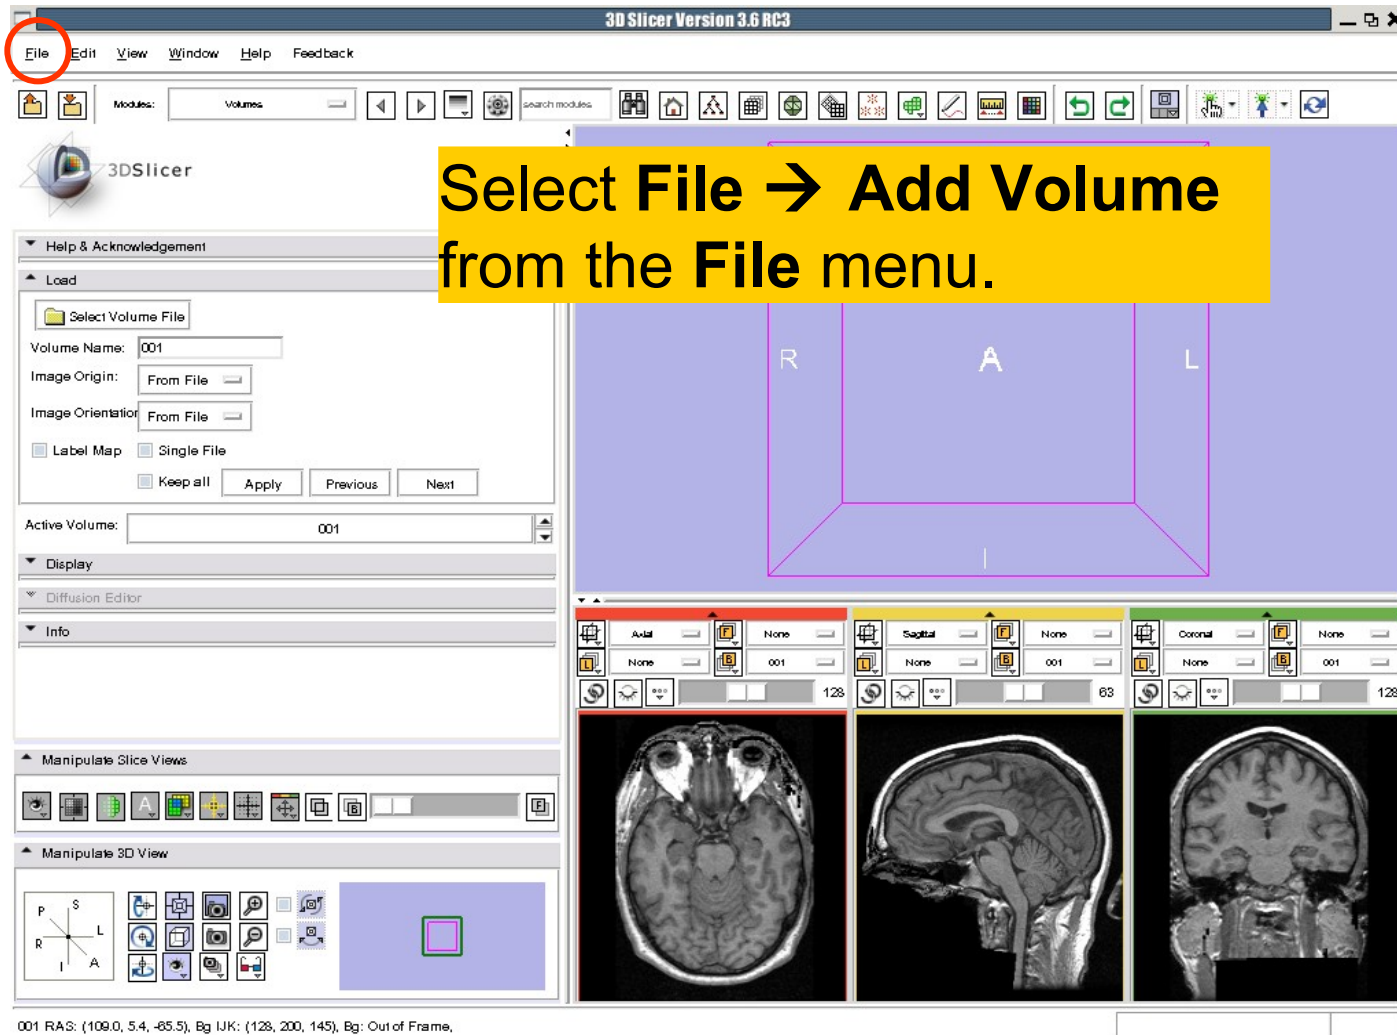 3D Slicer Version 3.6 RC3
File Edit View Window Help Feedback
Modules: Volumes search modules
3DSlicer
Select File → Add Volume
from the File menu.
Help & Acknowledgement
Load
Select Volume File
Volume Name: 001
Image Origin: From File
Image Orientation From File
Label Map Single File
Keep all Apply Previous Next
Active Volume: 001
Display
Diffusion Editor
Info
R A L
I
Axial F None Sagittal F None Coronal F None
L None B 001 L None B 001 L None B 001
128 63 128
Manipulate Slice Views
A B F
Manipulate 3D View
P S
R L
I A
001 RAS: (109.0, 5.4, -65.5), Bg IJK: (128, 200, 145), Bg: Out of Frame,